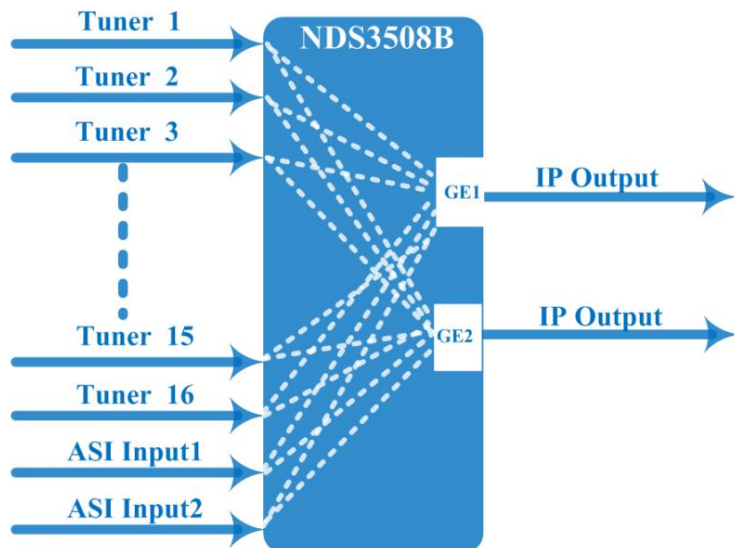 Tuner 1
NDS3508B
Tuner 2
Tuner 3
GE1
IP Output
Tuner 15
GE2
IP Output
Tuner 16
ASI Input1
ASI Input2